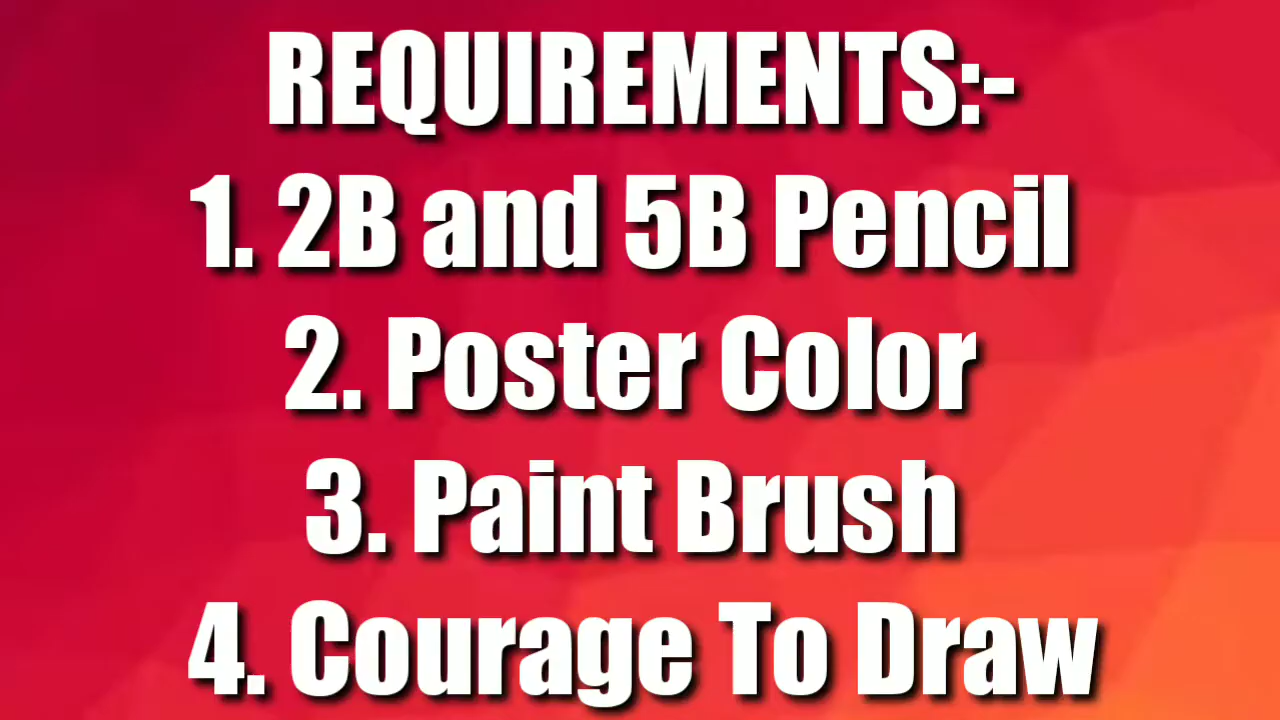 REQUIREMENTS:-
1. 2B and 5B Pencil
2. Poster Color
3. Paint Brush
4. Courage To Draw